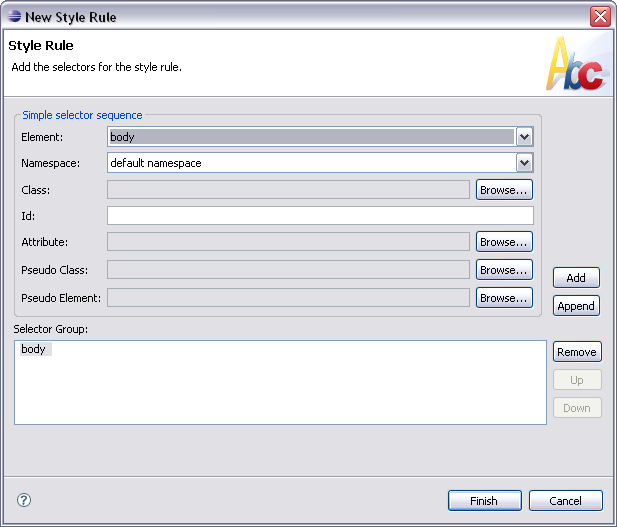 New Style Rule
Style Rule
Add the selectors for the style rule.
Abc
Simple selector sequence
Element: body
Namespace: default namespace
Class: Browse...
Id:
Attribute: Browse...
Pseudo Class: Browse...
Pseudo Element: Browse...
Add
Append
Selector Group:
body
Remove
Up
Down
?
Finish Cancel